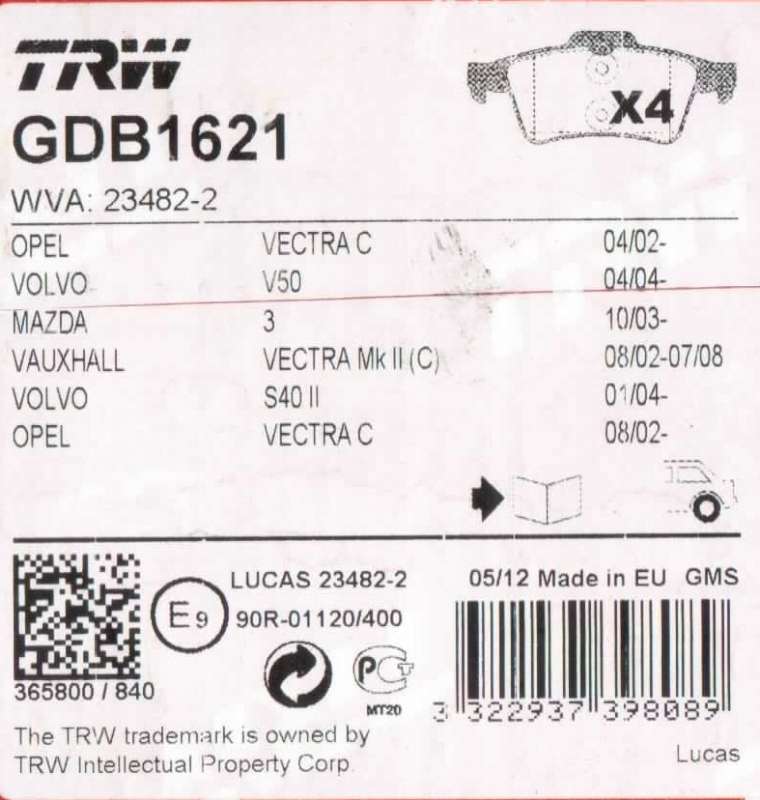 TRW
GDB1621
X4
WVA: 23482-2
OPEL VECTRA C 04/02-
VOLVO V50 04/04-
MAZDA 3 10/03-
VAUXHALL VECTRA Mk II (C) 08/02-07/08
VOLVO S40 II 01/04-
OPEL VECTRA C 08/02-
LUCAS 23482-2 05/12 Made in EU GMS
E9 90R-01120/400
365800 / 840
PCT
MT20
3 322937 398089
The TRW trademark is owned by
TRW Intellectual Property Corp.
Lucas